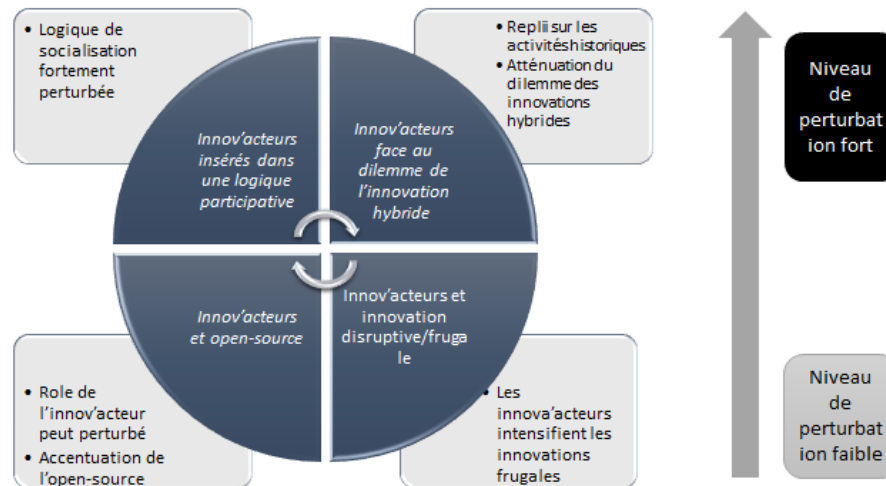 • Logique de
socialisation
fortement
perturbée
• Replii sur les
activitéshistoriques
• Atténuation du
dilemme des
innovations
hybrides
Innov'acteurs
insérés dans
une logique
participative
Innov'acteurs
face au
dilemme de
l'innovation
hybride
Innov'acteurs
et open-source
Innov'acteurs et
innovation
disruptive/fruga
le
• Role de
l'innov'acteur
peut perturbé
• Accentuation de
l'open-source
• Les
innova'acteurs
intensifient les
innovations
frugales
Niveau
de
perturbat
ion fort
Niveau
de
perturbat
ion faible